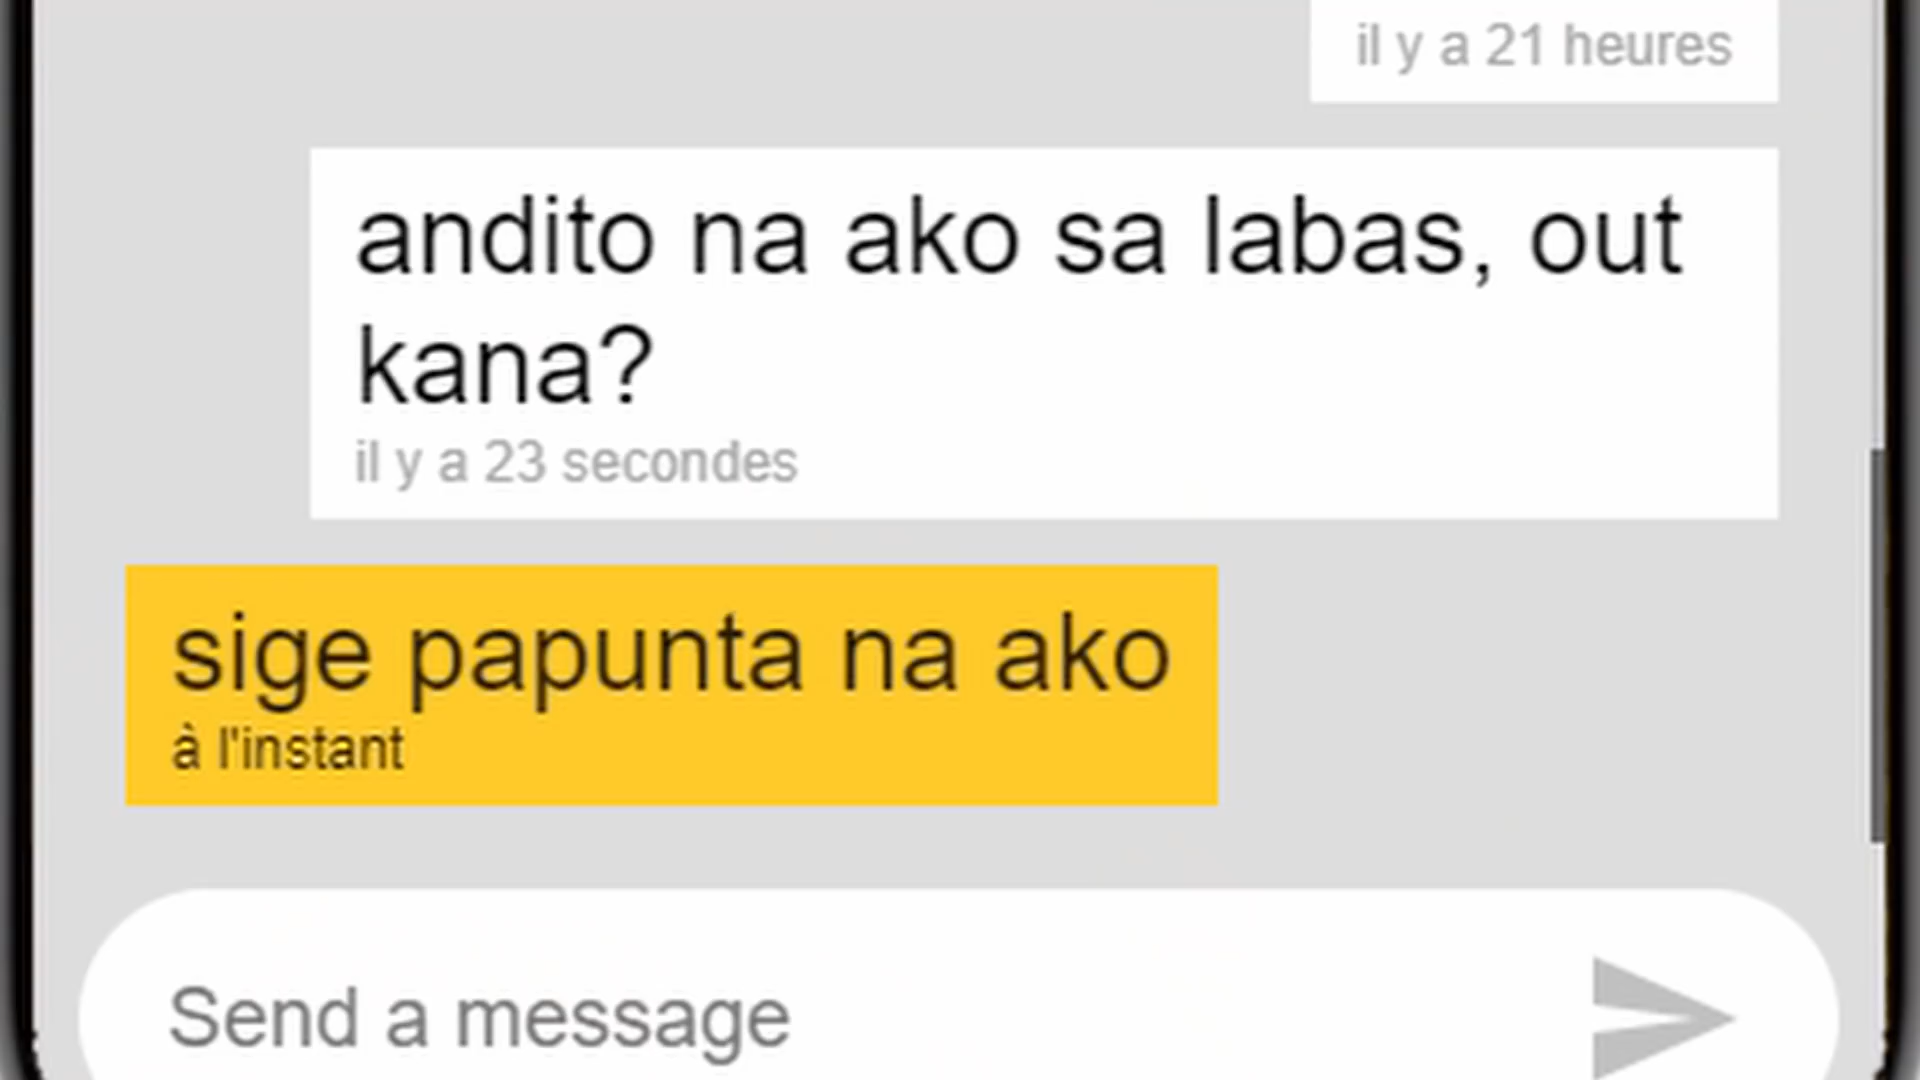 il y a 21 heures
andito na ako sa labas, out
kana?
il y a 23 secondes
sige papunta na ako
à l'instant
Send a message